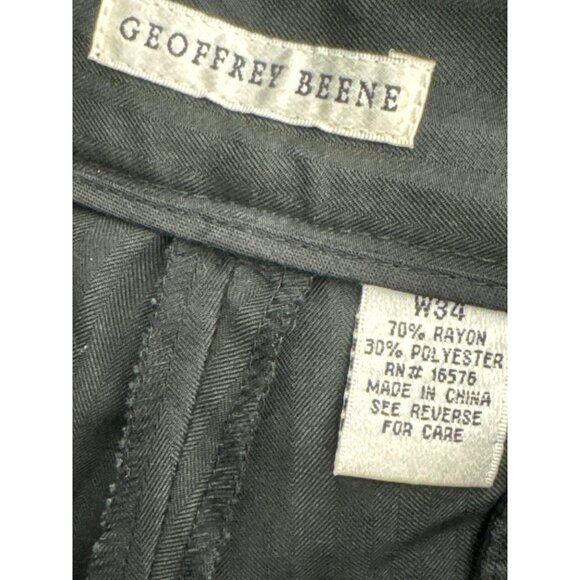 GEOFFREY BEENE
W34
70% RAYON
30% POLYESTER
RN# 16576
MADE IN CHINA
SEE REVERSE
FOR CARE